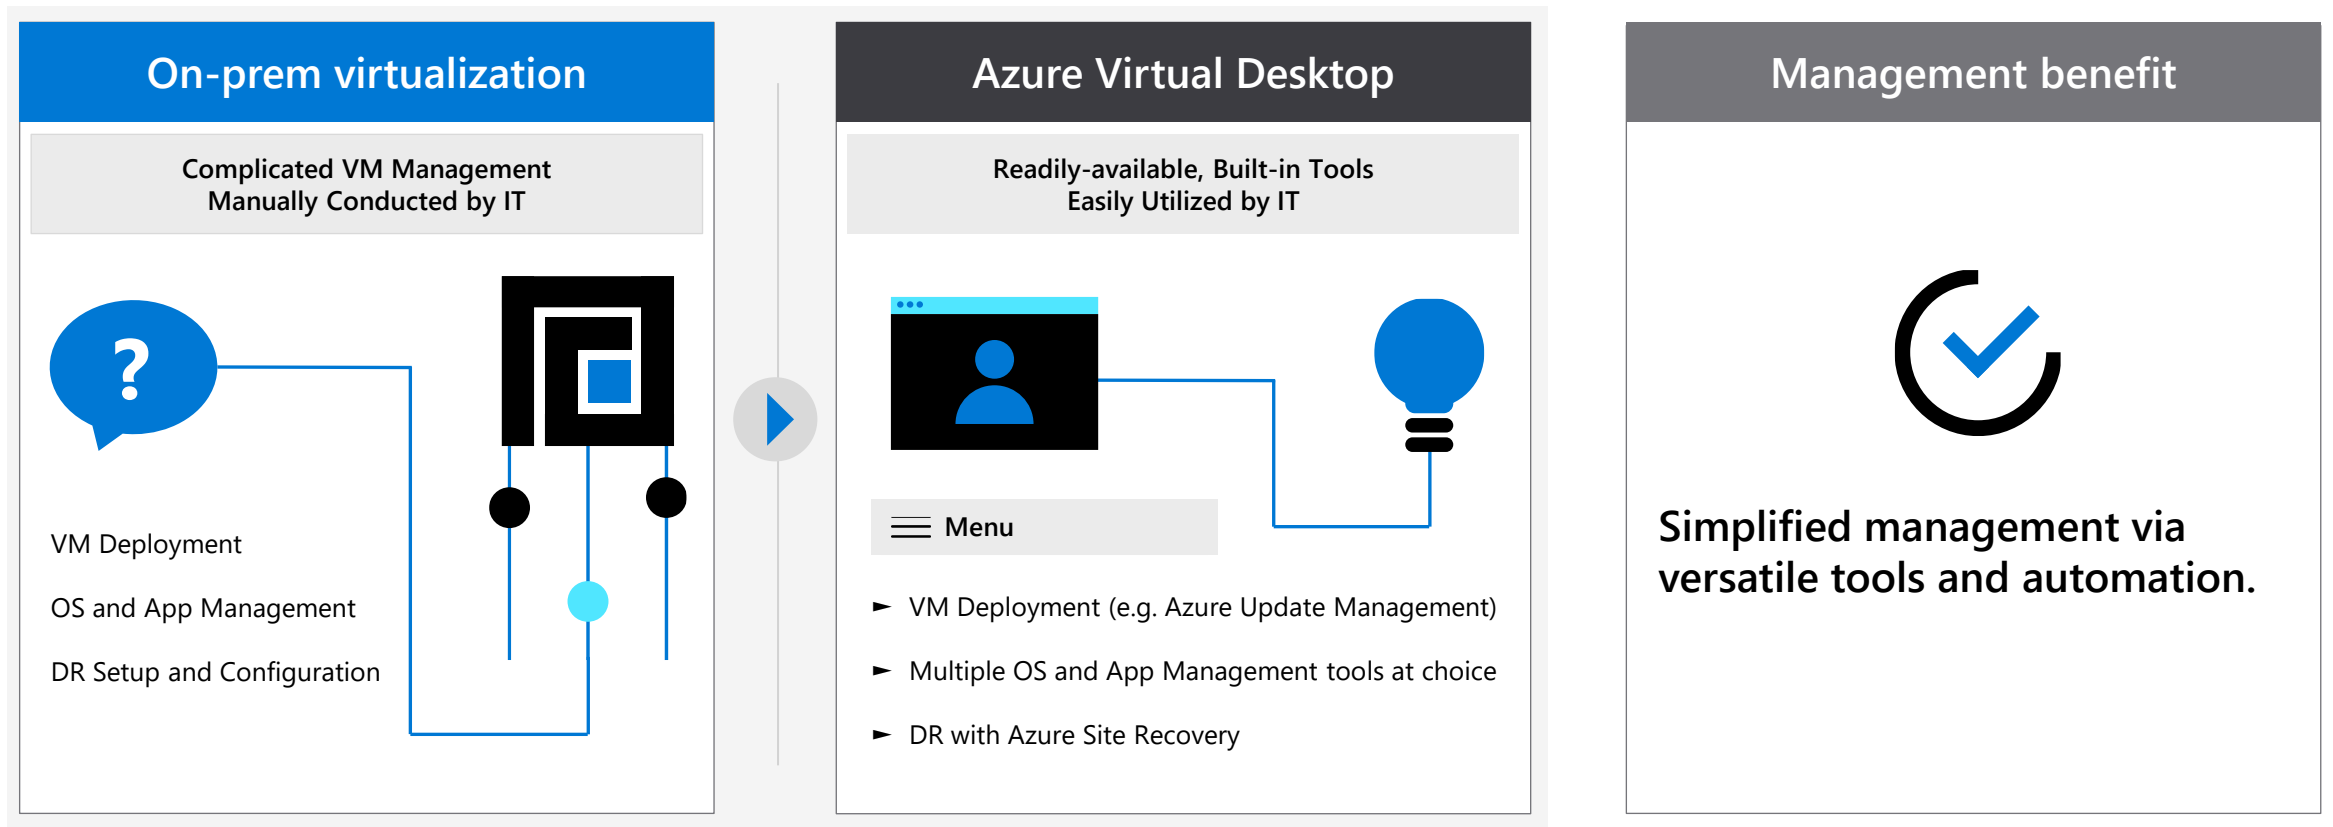 On-prem virtualization
Complicated VM Management
Manually Conducted by IT
?
VM Deployment
OS and App Management
DR Setup and Configuration
Azure Virtual Desktop
Readily-available, Built-in Tools
Easily Utilized by IT
Menu
► VM Deployment (e.g. Azure Update Management)
► Multiple OS and App Management tools at choice
► DR with Azure Site Recovery
Management benefit
Simplified management via
versatile tools and automation.